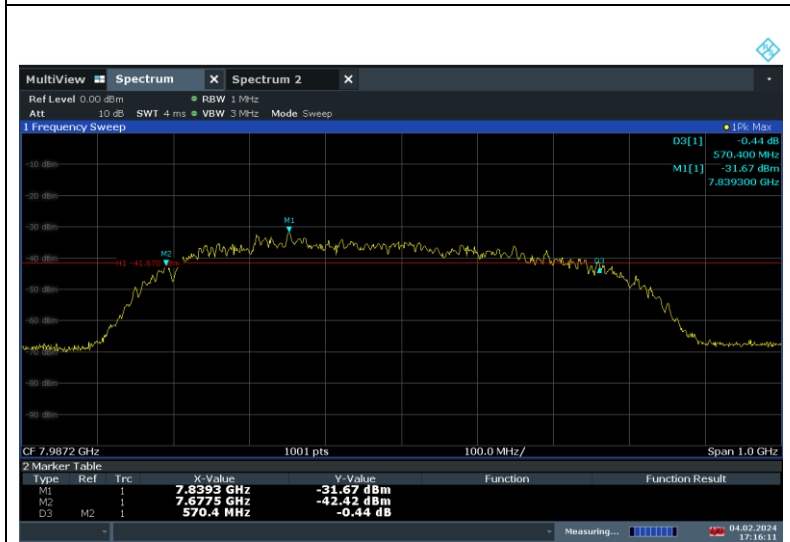 MultiView Spectrum X Spectrum 2 X
Ref Level 0.00 dBm RBW 1 MHz
Att 10 dB SWT 4 ms VBW 3 MHz Mode Sweep
1 Frequency Sweep 1Pk Max
D3[1] -0.44 dB
570.400 MHz
M1[1] -31.67 dBm
7.839300 GHz
-10 dBm
-20 dBm
-30 dBm
M1
-40 dBm
M2
H1 -41.670 dBm
D3
-50 dBm
-60 dBm
-70 dBm
-80 dBm
-90 dBm
CF 7.9872 GHz 1001 pts 100.0 MHz/ Span 1.0 GHz
2 Marker Table
Type Ref Trc X-Value Y-Value Function Function Result
M1 1 7.8393 GHz -31.67 dBm
M2 1 7.6775 GHz -42.42 dBm
D3 M2 1 570.4 MHz -0.44 dB
Measuring... 04.02.2024
17:16:11